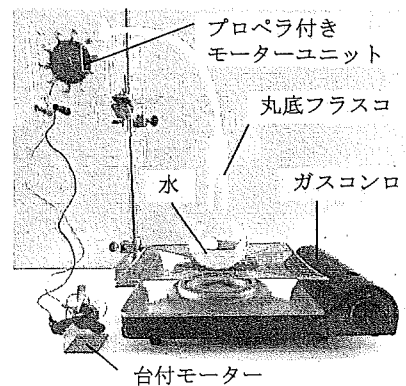 プロペラ付き
モーターユニット
丸底フラスコ
水
ガスコンロ
台付モーター